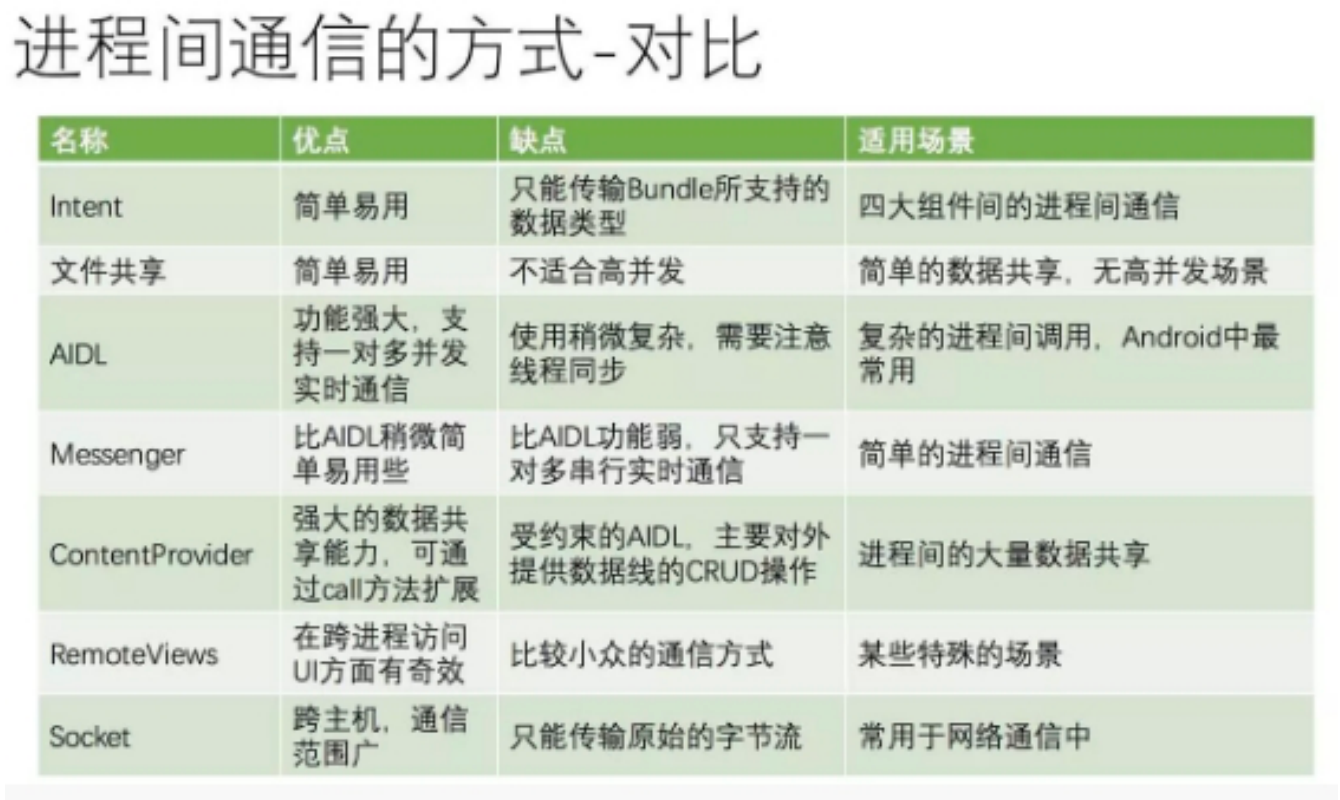 进程间通信的方式-对比
名称 优点 缺点 适用场景
Intent 简单易用 只能传输Bundle所支持的
数据类型 四大组件间的进程间通信
文件共享 简单易用 不适合高并发 简单的数据共享，无高并发场景
AIDL 功能强大，支
持一对多并发
实时通信 使用稍微复杂，需要注意
线程同步 复杂的进程间调用，Android中最
常用
Messenger 比AIDL稍微简
单易用些 比AIDL功能弱，只支持一
对多串行实时通信 简单的进程间通信
ContentProvider 强大的数据共
享能力，可通
过call方法扩展 受约束的AIDL，主要对外
提供数据线的CRUD操作 进程间的大量数据共享
RemoteViews 在跨进程访问
UI方面有奇效 比较小众的通信方式 某些特殊的场景
Socket 跨主机，通信
范围广 只能传输原始的字节流 常用于网络通信中